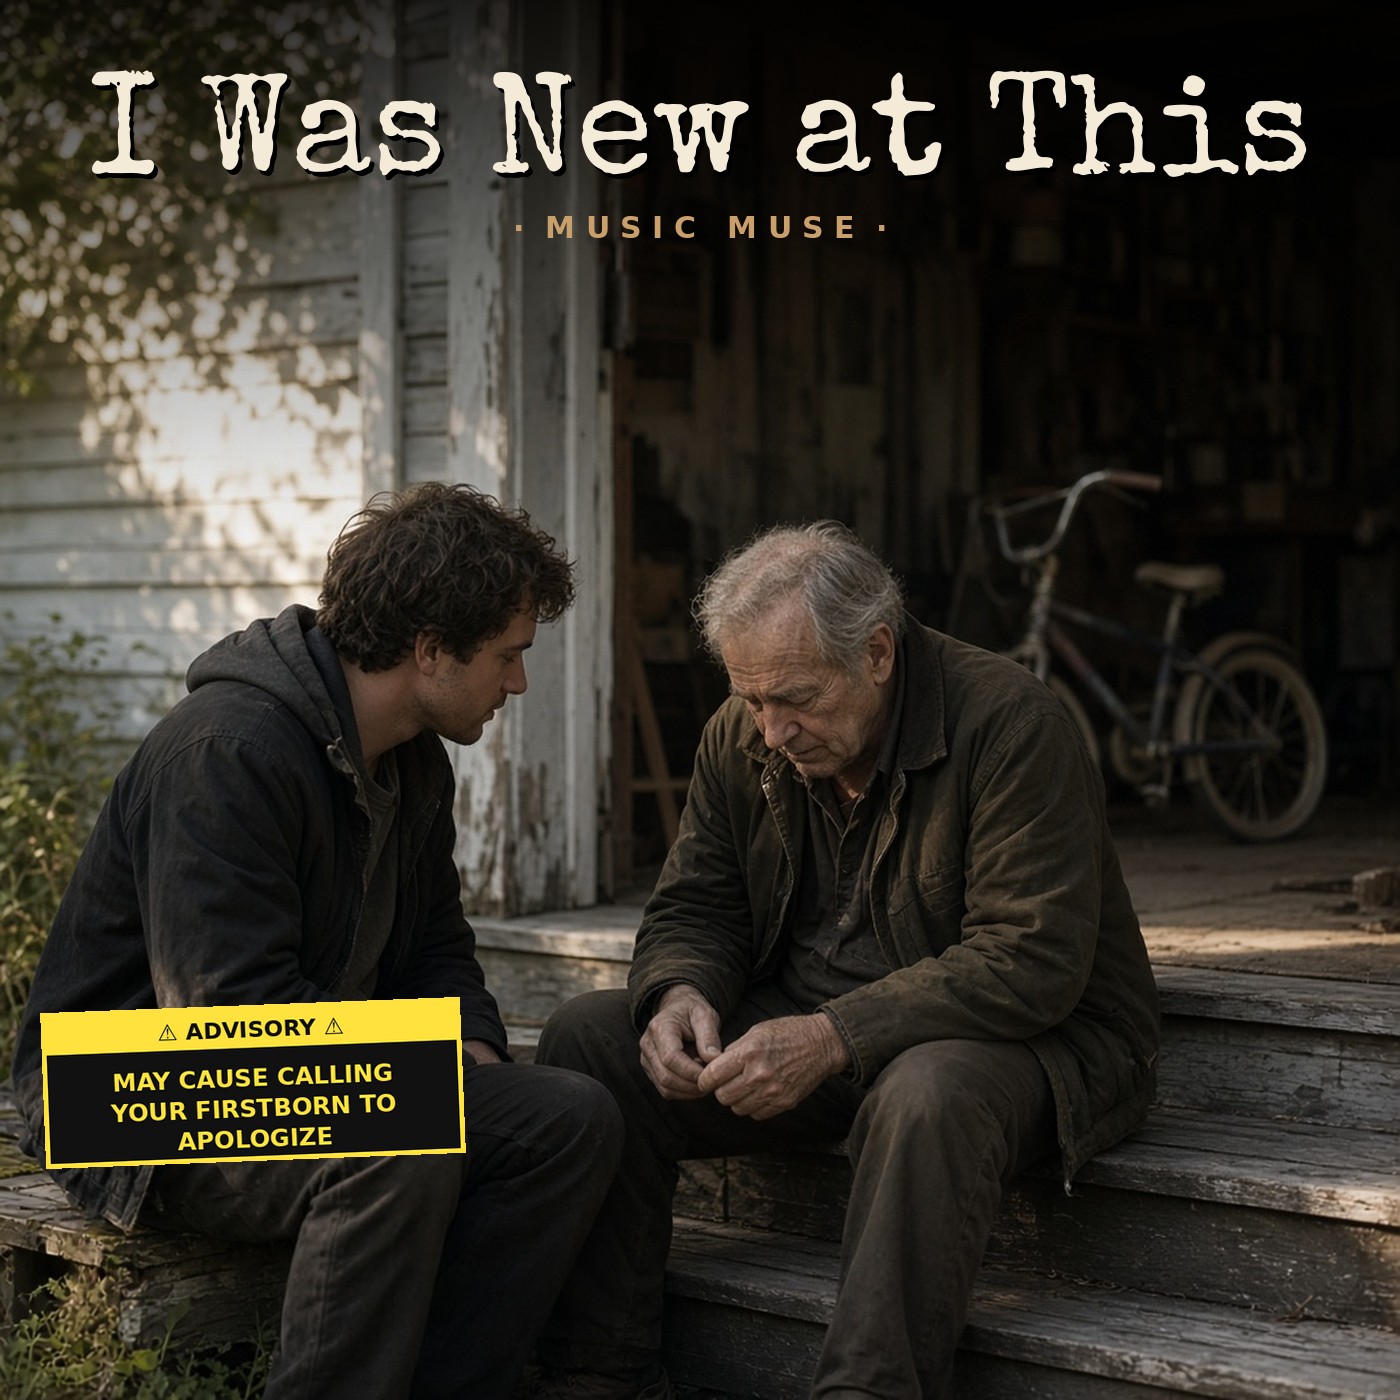 I Was New at This
· MUSIC MUSE ·
⚠ ADVISORY ⚠
MAY CAUSE CALLING
YOUR FIRSTBORN TO
APOLOGIZE